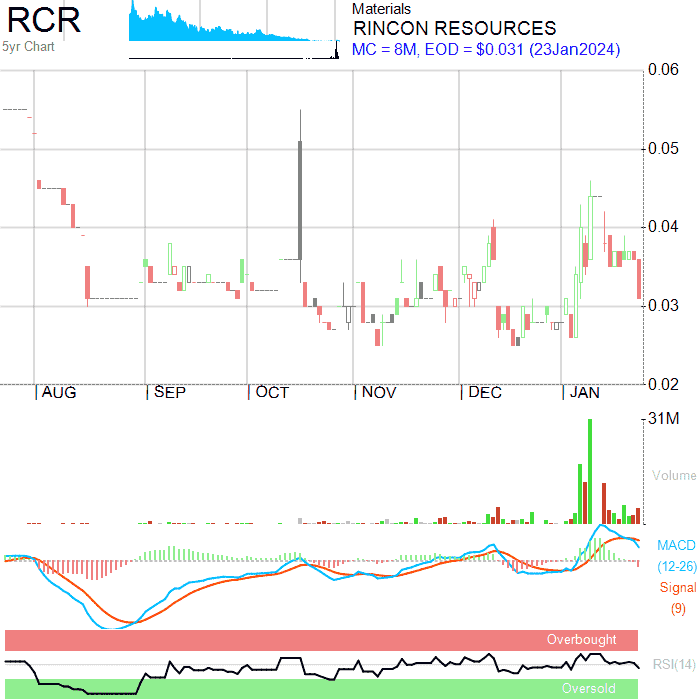 RCR
5yr Chart
Materials
RINCON RESOURCES
MC = 8M, EOD = $0.031 (23Jan2024)
0.06
0.05
0.04
0.03
0.02
AUG SEP OCT NOV DEC JAN
31M
Volume
MACD
(12-26)
Signal
(9)
Overbought
RSI(14)
Oversold